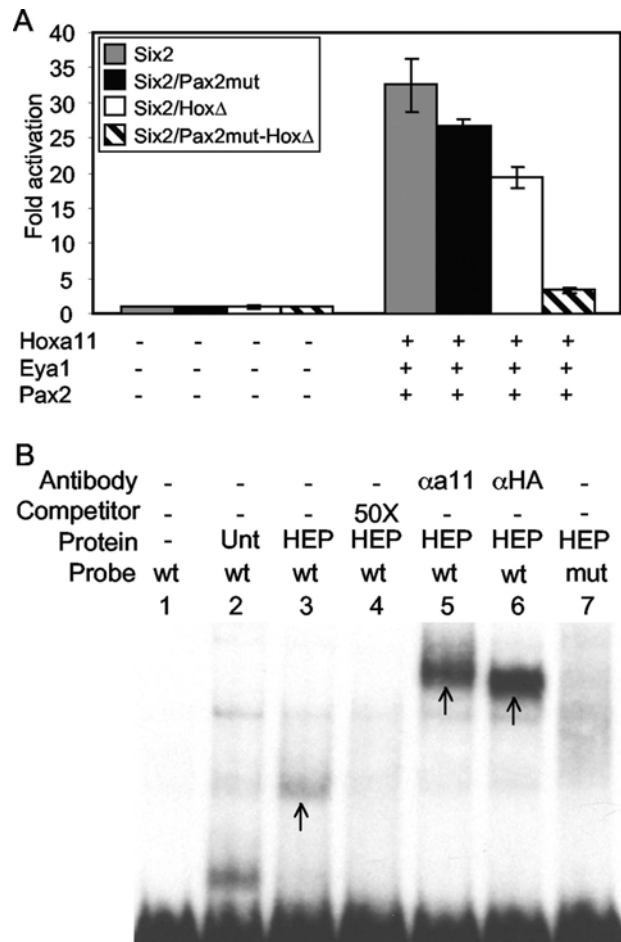 A
Fold activation
40
35
30
25
20
15
10
5
0
Six2
Six2/Pax2mut
Six2/HoxΔ
Six2/Pax2mut-HoxΔ
Hoxa11 - - - - + + + +
Eya1 - - - - + + + +
Pax2 - - - - + + + +
B
Antibody - - - - αa11 αHA -
Competitor - - - 50X - - -
Protein - Unt HEP HEP HEP HEP HEP
Probe wt wt wt wt wt wt mut
1 2 3 4 5 6 7